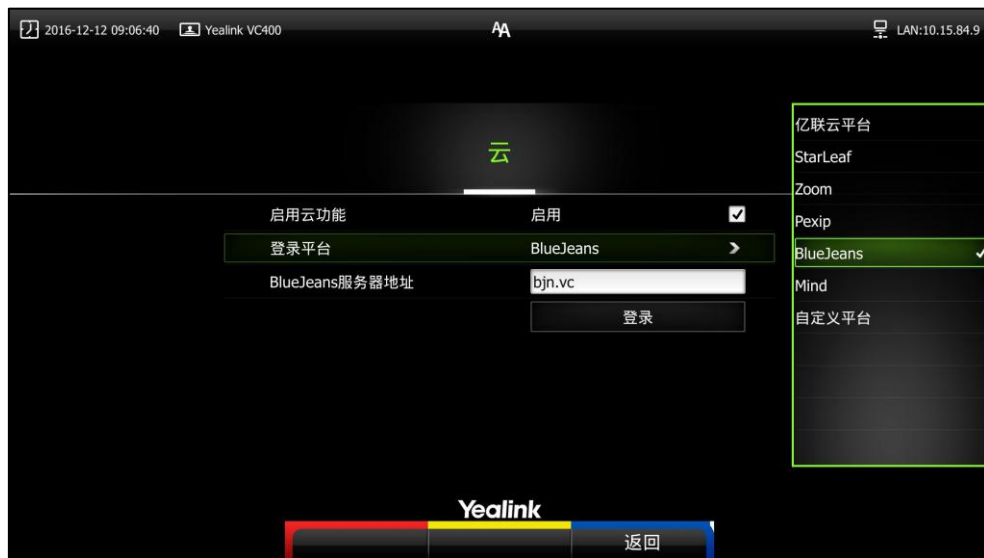 2016-12-12 09:06:40 Yealink VC400 AA LAN:10.15.84.9
云
启用云功能 启用
登录平台 BlueJeans
BlueJeans服务器地址 bjn.vc
登录
亿联云平台
StarLeaf
Zoom
Pexip
BlueJeans
Mind
自定义平台
Yealink
返回